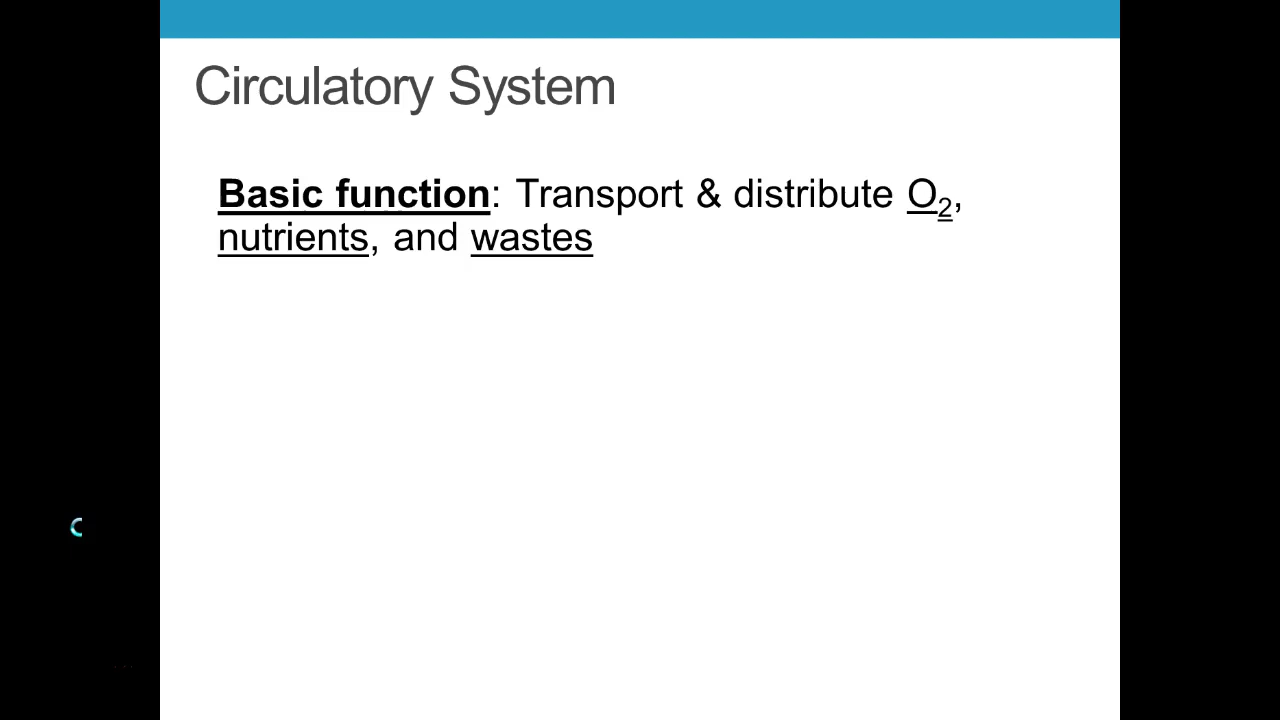 Circulatory System
Basic function: Transport & distribute O₂,
nutrients, and wastes